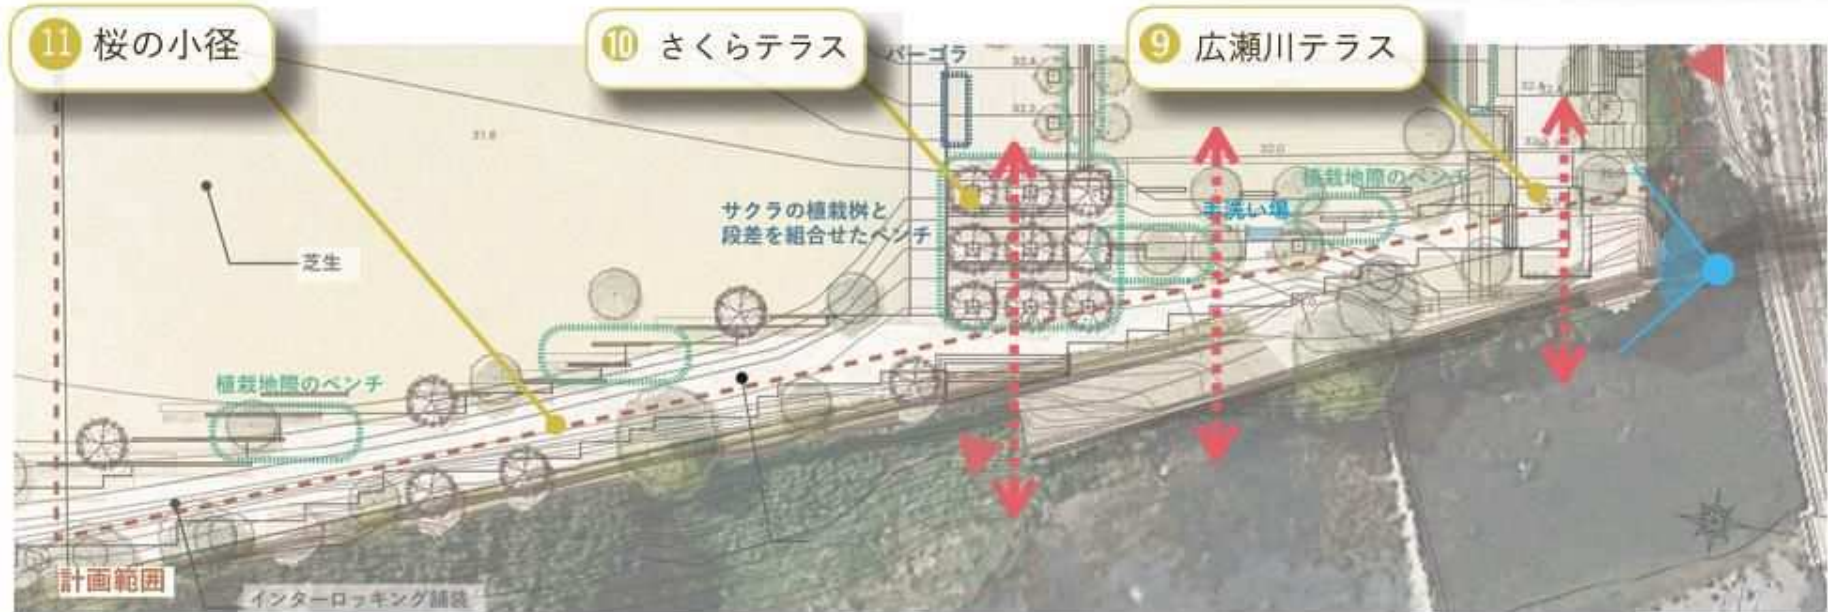 11 桜の小径
10 さくらテラス
9 広瀬川テラス
パーゴラ
31.8
32.0
植栽地際のベンチ
手洗い場
サクラの植栽桝と
段差を組合せたベンチ
芝生
植栽地際のベンチ
計画範囲
インターロッキング舗装